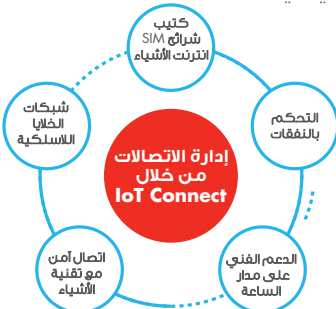 كتيب
شرائح SIM
انترنت الأشياء
التحكم
بالنفقات
الدعم الفني
على مدار
الساعة
اتصال آمن
مع تقنية
الأشياء
شبكات
الخلايا
اللاسلكية
إدارة الاتصالات
من خلال
IoT Connect